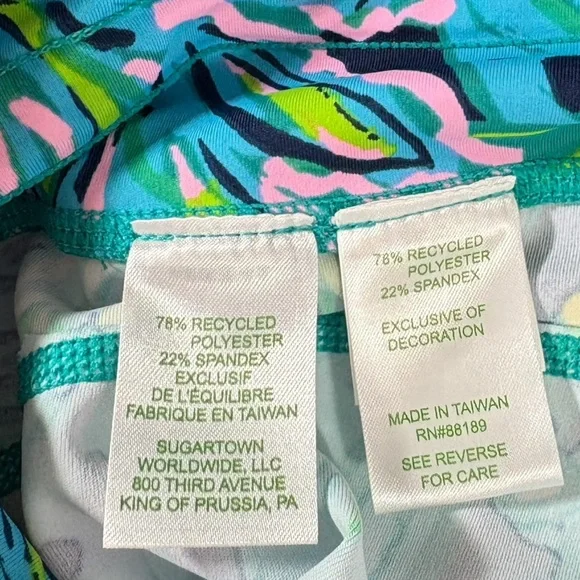 78% RECYCLED
POLYESTER
22% SPANDEX
EXCLUSIF
DE L'ÉQUILIBRE
FABRIQUE EN TAIWAN
SUGARTOWN
WORLDWIDE, LLC
800 THIRD AVENUE
KING OF PRUSSIA, PA
78% RECYCLED
POLYESTER
22% SPANDEX
EXCLUSIVE OF
DECORATION
MADE IN TAIWAN
RN#88189
SEE REVERSE
FOR CARE